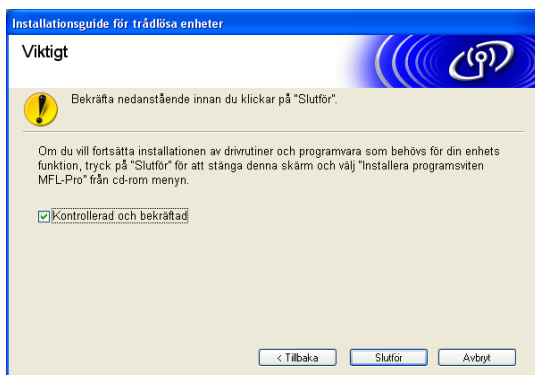 Installationsguide för trådlösa enheter
Viktigt
Bekräfta nedanstående innan du klickar på "Slutför".
Om du vill fortsätta installationen av drivrutiner och programvara som behövs för din enhets
funktion, tryck på "Slutför" för att stänga denna skärm och välj "Installera programsviten
MFL-Pro" från cd-rom menyn.
Kontrollerad och bekräftad
< Tillbaka
Slutför
Avbryt